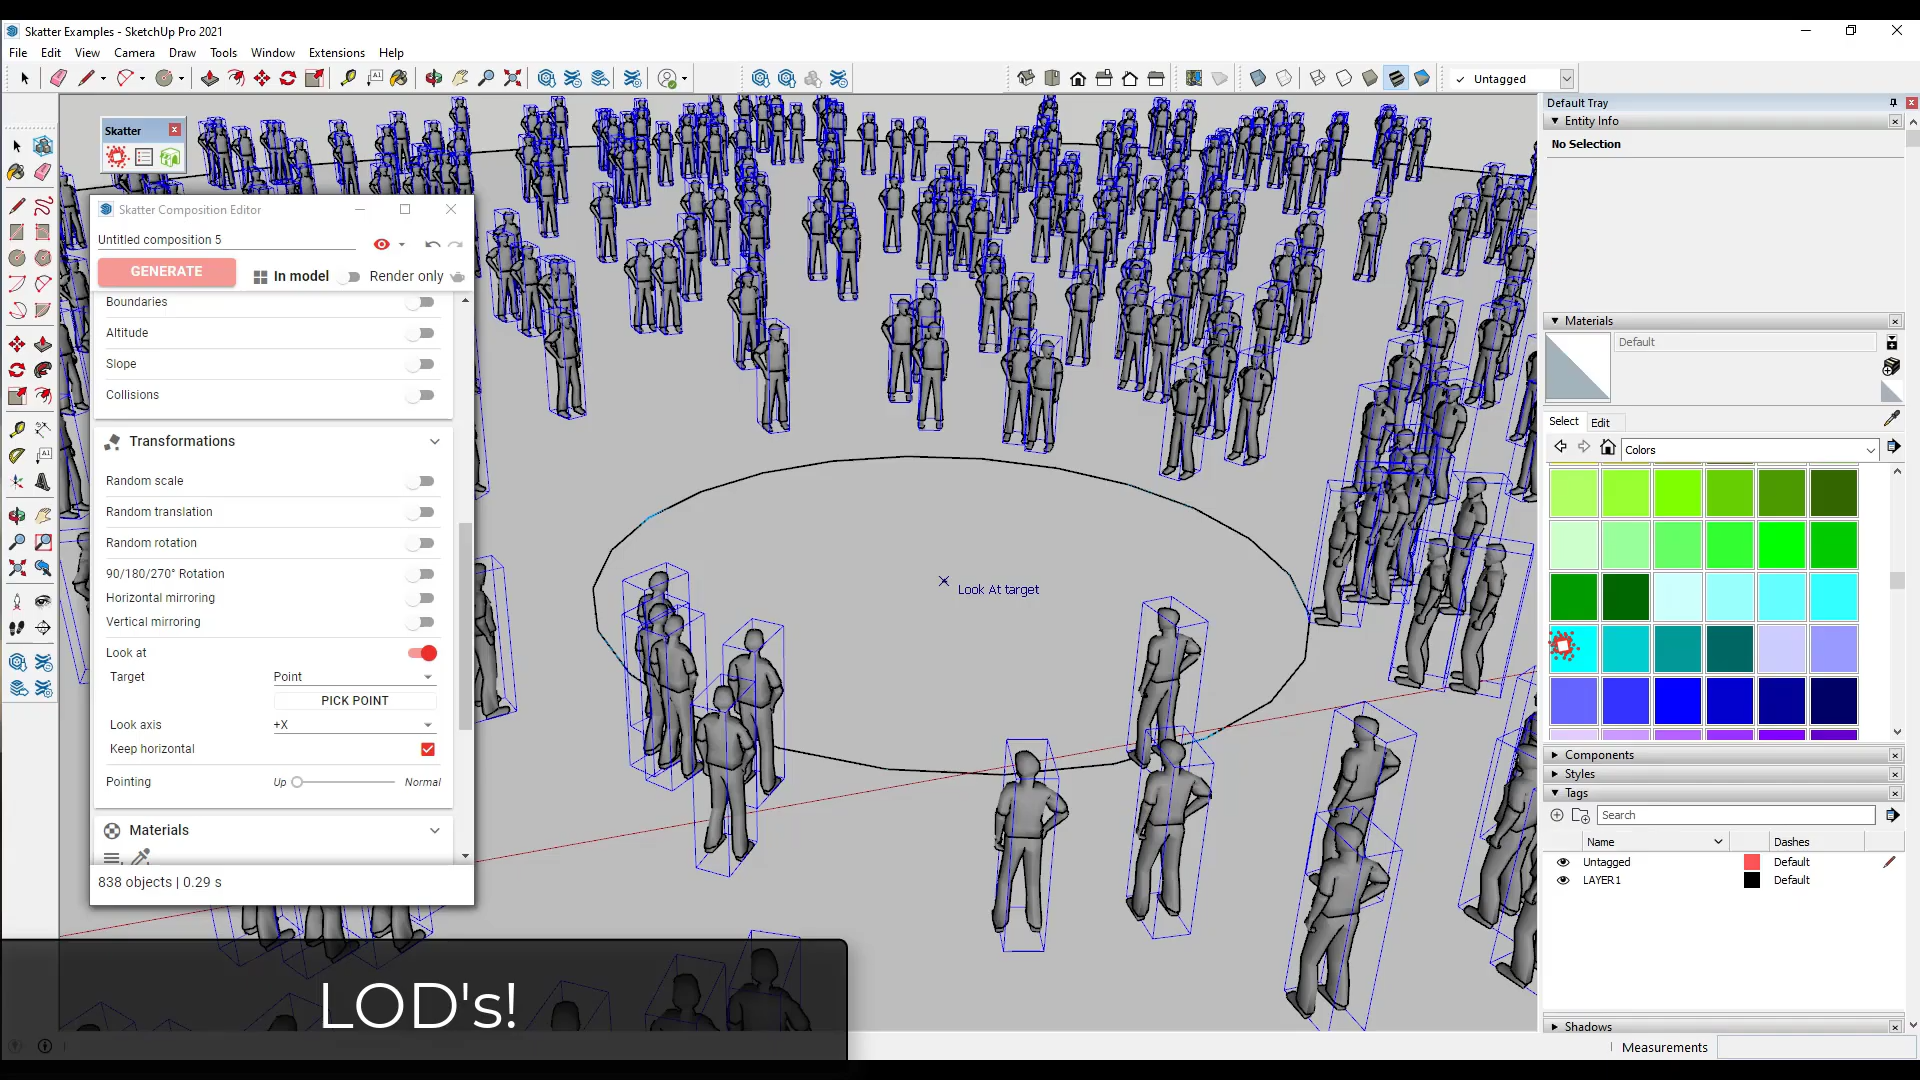 Skatter Examples - SketchUp Pro 2021
File Edit View Camera Draw Tools Window Extensions Help
Untagged
Default Tray
Entity Info
No Selection
Skatter
Skatter Composition Editor
Untitled composition 5
GENERATE
In model
Render only
Boundaries
Altitude
Slope
Collisions
Transformations
Random scale
Random translation
Random rotation
90/180/270° Rotation
Horizontal mirroring
Vertical mirroring
Look at
Target Point
PICK POINT
Look axis +X
Keep horizontal
Pointing Up Normal
Materials
838 objects | 0.29 s
Look At target
Materials
Default
Select Edit
Colors
Components
Styles
Tags
Search
Name Dashes
Untagged Default
LAYER1 Default
Shadows
Measurements
LOD's!